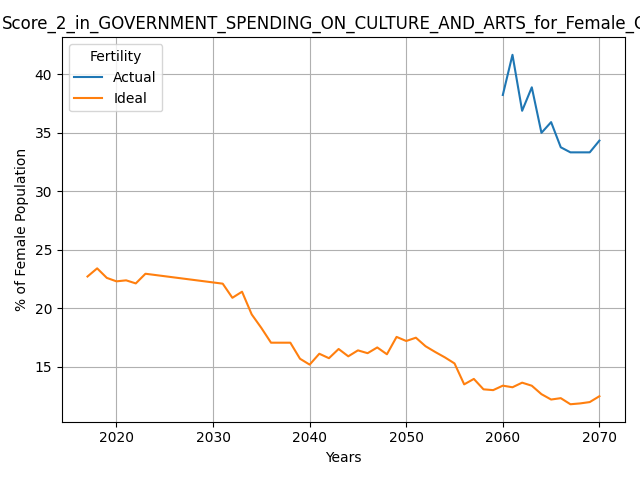 Score_2_in_GOVERNMENT_SPENDING_ON_CULTURE_AND_ARTS_for_Female_
Fertility
Actual
Ideal
% of Female Population
40
35
30
25
20
15
2020 2030 2040 2050 2060 2070
Years